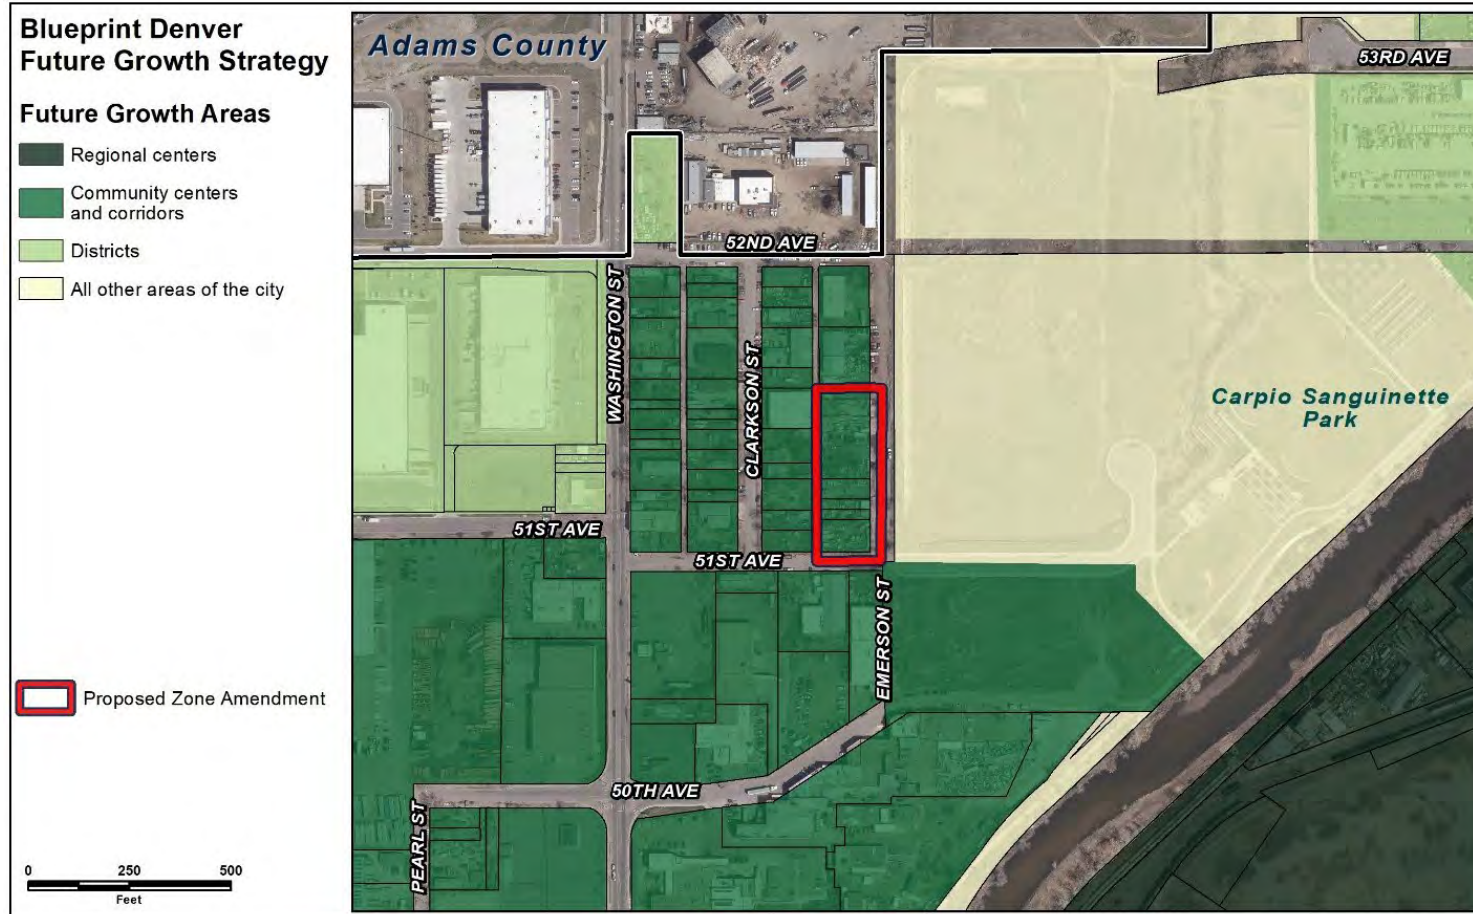 Blueprint Denver
Future Growth Strategy
Future Growth Areas
Regional centers
Community centers
and corridors
Districts
All other areas of the city
Proposed Zone Amendment
0 250 500
Feet
Adams County
53RD AVE
52ND AVE
WASHINGTON ST
CLARKSON ST
Carpio Sanguinette
Park
51ST AVE
51ST AVE
EMERSON ST
50TH AVE
PEARL ST